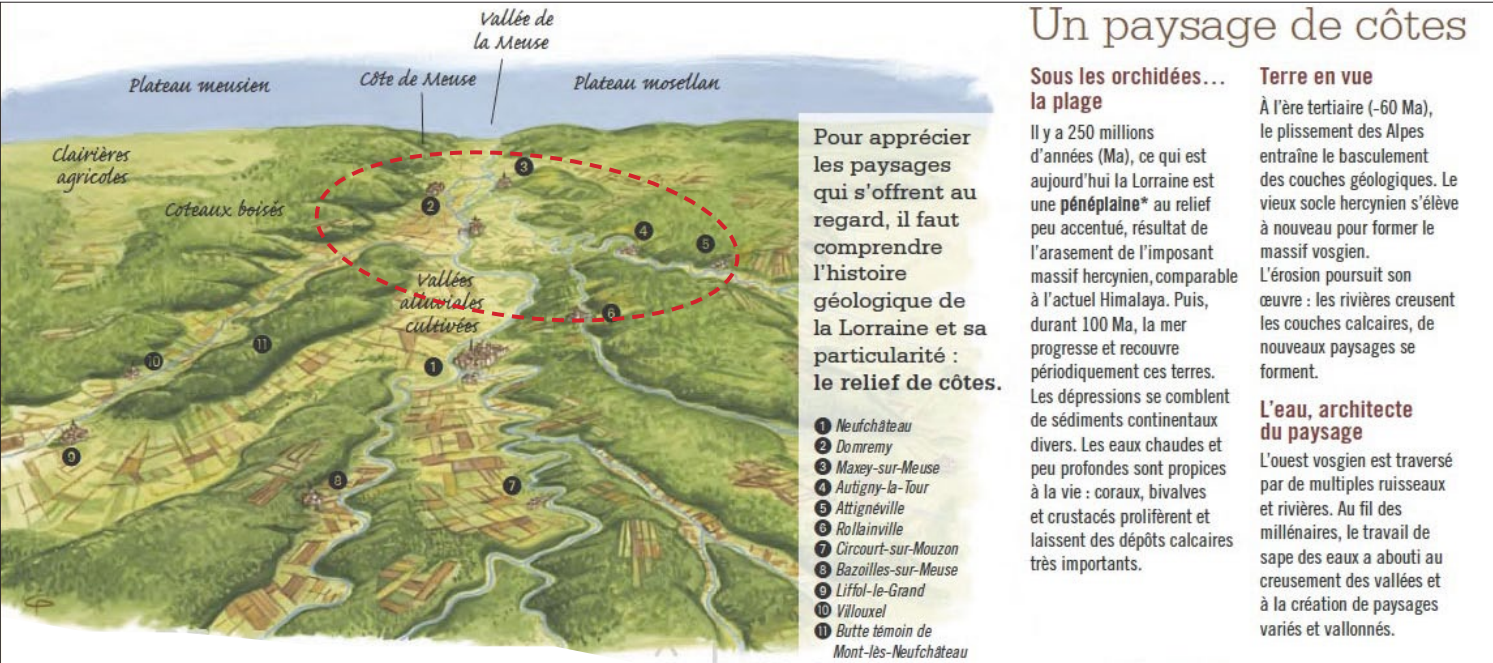 Vallée de
la Meuse
Plateau meusien
Côte de Meuse
Plateau mosellan
Clairières
agricoles
Coteaux boisés
Vallées
alluviales
cultivées
1
2
3
4
5
6
7
8
9
10
11
Pour apprécier
les paysages
qui s'offrent au
regard, il faut
comprendre
l'histoire
géologique de
la Lorraine et sa
particularité :
le relief de côtes.
1 Neufchâteau
2 Domremy
3 Maxey-sur-Meuse
4 Autigny-la-Tour
5 Attignéville
6 Rollainville
7 Circourt-sur-Mouzon
8 Bazoilles-sur-Meuse
9 Liffol-le-Grand
10 Villouxel
11 Butte témoin de
Mont-lès-Neufchâteau
Un paysage de côtes
Sous les orchidées...
la plage
Il y a 250 millions
d'années (Ma), ce qui est
aujourd'hui la Lorraine est
une pénéplaine* au relief
peu accentué, résultat de
l'arasement de l'imposant
massif hercynien, comparable
à l'actuel Himalaya. Puis,
durant 100 Ma, la mer
progresse et recouvre
périodiquement ces terres.
Les dépressions se comblent
de sédiments continentaux
divers. Les eaux chaudes et
peu profondes sont propices
à la vie : coraux, bivalves
et crustacés prolifèrent et
laissent des dépôts calcaires
très importants.
Terre en vue
À l'ère tertiaire (-60 Ma),
le plissement des Alpes
entraîne le basculement
des couches géologiques. Le
vieux socle hercynien s'élève
à nouveau pour former le
massif vosgien.
L'érosion poursuit son
œuvre : les rivières creusent
les couches calcaires, de
nouveaux paysages se
forment.
L'eau, architecte
du paysage
L'ouest vosgien est traversé
par de multiples ruisseaux
et rivières. Au fil des
millénaires, le travail de
sape des eaux a abouti au
creusement des vallées et
à la création de paysages
variés et vallonnés.